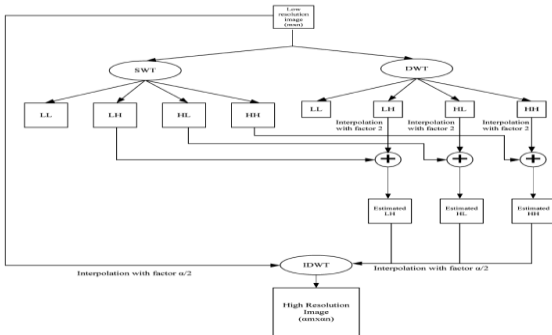 Low
resolution
image
(mxn)
SWT
DWT
LL
LH
HL
HH
LL
LH
HL
HH
Interpolation
with factor 2
Interpolation
with factor 2
Interpolation
with factor 2
+
+
+
Estimated
LH
Estimated
HL
Estimated
HH
IDWT
Interpolation with factor α/2
Interpolation with factor α/2
High Resolution
Image
(αmxαn)